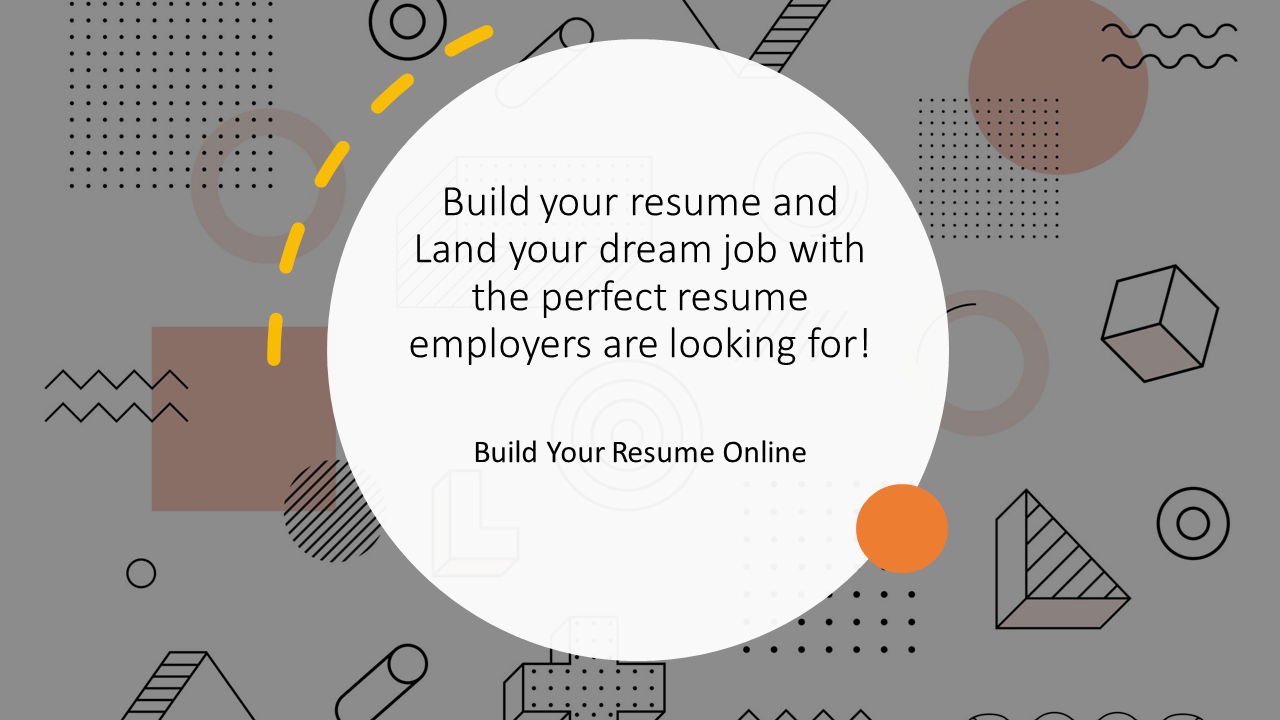 Build your resume and
Land your dream job with
the perfect resume
employers are looking for!
Build Your Resume Online